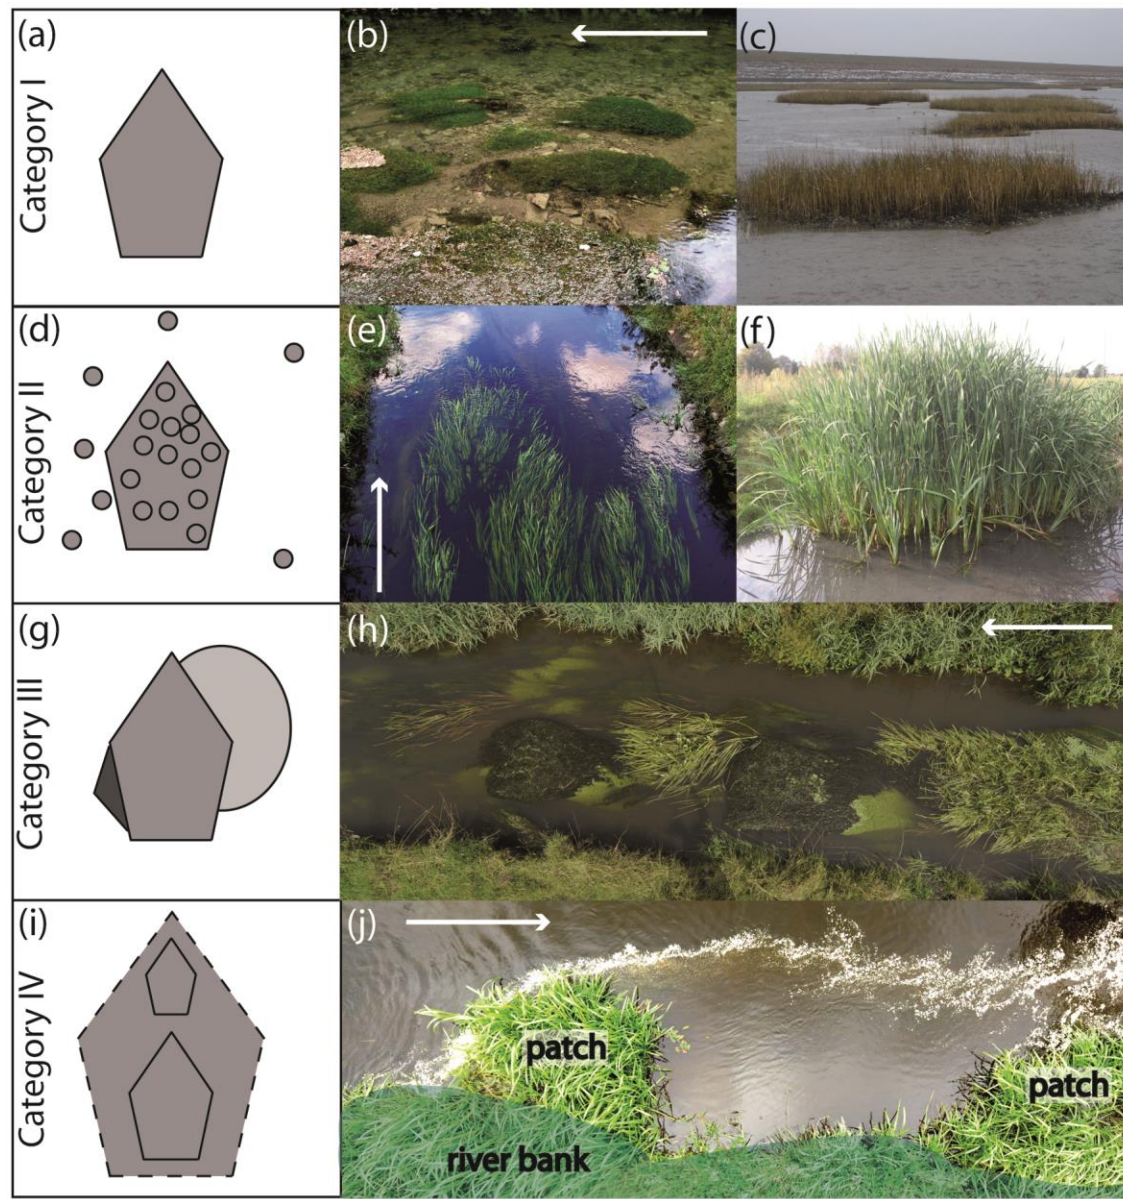 (a)
Category I
(b)
(c)
(d)
Category II
(e)
(f)
(g)
Category III
(h)
(i)
Category IV
(j)
patch
patch
river bank